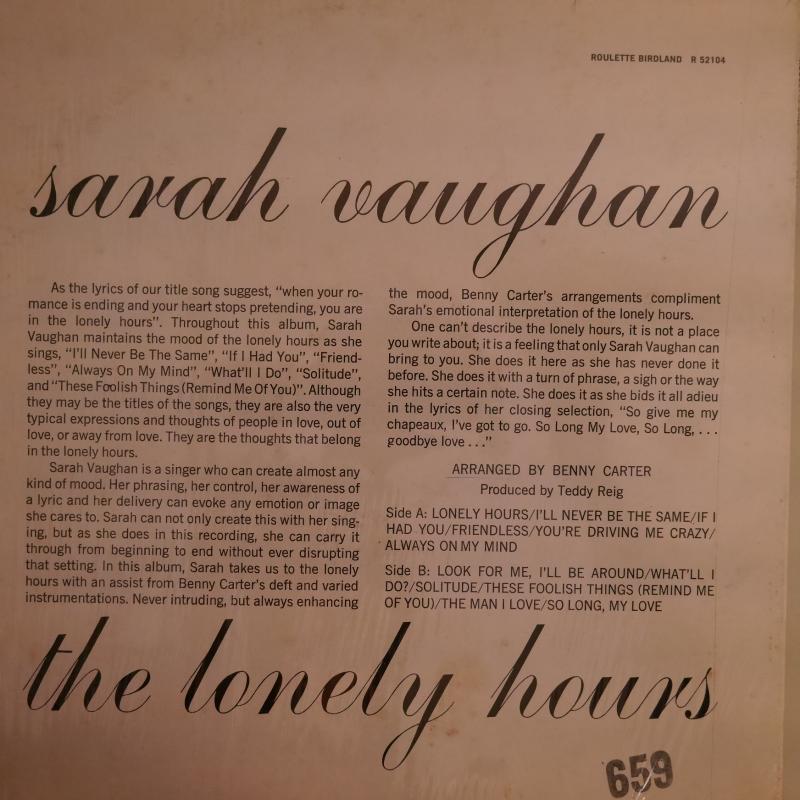 ROULETTE BIRDLAND R 52104
sarah vaughan
As the lyrics of our title song suggest, "when your ro-
mance is ending and your heart stops pretending, you are
in the lonely hours". Throughout this album, Sarah
Vaughan maintains the mood of the lonely hours as she
sings, "I'll Never Be The Same", "If I Had You", "Friend-
less", "Always On My Mind", "What'll I Do", "Solitude",
and "These Foolish Things (Remind Me Of You)". Although
they may be the titles of the songs, they are also the very
typical expressions and thoughts of people in love, out of
love, or away from love. They are the thoughts that belong
in the lonely hours.
Sarah Vaughan is a singer who can create almost any
kind of mood. Her phrasing, her control, her awareness of
a lyric and her delivery can evoke any emotion or image
she cares to. Sarah can not only create this with her sing-
ing, but as she does in this recording, she can carry it
through from beginning to end without ever disrupting
that setting. In this album, Sarah takes us to the lonely
hours with an assist from Benny Carter's deft and varied
instrumentations. Never intruding, but always enhancing
the mood, Benny Carter's arrangements compliment
Sarah's emotional interpretation of the lonely hours.
One can't describe the lonely hours, it is not a place
you write about; it is a feeling that only Sarah Vaughan can
bring to you. She does it here as she has never done it
before. She does it with a turn of phrase, a sigh or the way
she hits a certain note. She does it as she bids it all adieu
in the lyrics of her closing selection, "So give me my
chapeaux, I've got to go. So Long My Love, So Long, . . .
goodbye love . . ."
ARRANGED BY BENNY CARTER
Produced by Teddy Reig
Side A: LONELY HOURS/I'LL NEVER BE THE SAME/IF I
HAD YOU/FRIENDLESS/YOU'RE DRIVING ME CRAZY/
ALWAYS ON MY MIND
Side B: LOOK FOR ME, I'LL BE AROUND/WHAT'LL I
DO?/SOLITUDE/THESE FOOLISH THINGS (REMIND ME
OF YOU)/THE MAN I LOVE/SO LONG, MY LOVE
the lonely hours
659